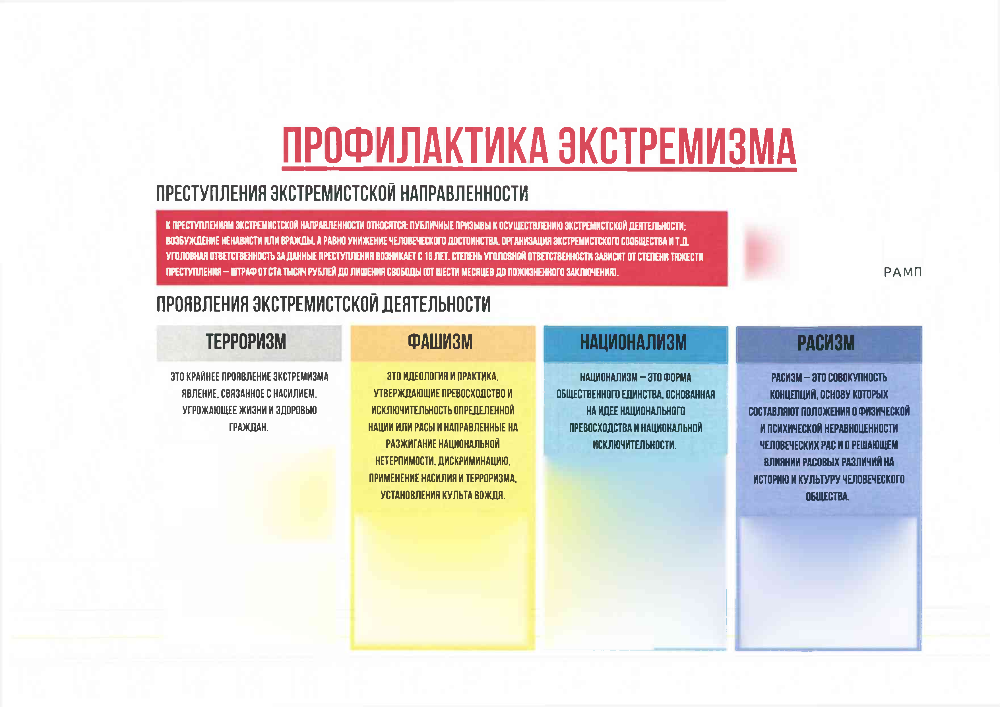 ПРОФИЛАКТИКА ЭКСТРЕМИЗМА
ПРЕСТУПЛЕНИЯ ЭКСТРЕМИСТСКОЙ НАПРАВЛЕННОСТИ
К ПРЕСТУПЛЕНИЯМ ЭКСТРЕМИСТСКОЙ НАПРАВЛЕННОСТИ ОТНОСЯТСЯ: ПУБЛИЧНЫЕ ПРИЗЫВЫ К ОСУЩЕСТВЛЕНИЮ ЭКСТРЕМИСТСКОЙ ДЕЯТЕЛЬНОСТИ;
ВОЗБУЖДЕНИЕ НЕНАВИСТИ ИЛИ ВРАЖДЫ, А РАВНО УНИЖЕНИЕ ЧЕЛОВЕЧЕСКОГО ДОСТОИНСТВА, ОРГАНИЗАЦИЯ ЭКСТРЕМИСТСКОГО СООБЩЕСТВА И Т.Д.
УГОЛОВНАЯ ОТВЕТСТВЕННОСТЬ ЗА ДАННЫЕ ПРЕСТУПЛЕНИЯ ВОЗНИКАЕТ С 16 ЛЕТ. СТЕПЕНЬ УГОЛОВНОЙ ОТВЕТСТВЕННОСТИ ЗАВИСИТ ОТ СТЕПЕНИ ТЯЖЕСТИ
ПРЕСТУПЛЕНИЯ – ШТРАФ ОТ СТА ТЫСЯЧ РУБЛЕЙ ДО ЛИШЕНИЯ СВОБОДЫ (ОТ ШЕСТИ МЕСЯЦЕВ ДО ПОЖИЗНЕННОГО ЗАКЛЮЧЕНИЯ).
РАМП
ПРОЯВЛЕНИЯ ЭКСТРЕМИСТСКОЙ ДЕЯТЕЛЬНОСТИ
ТЕРРОРИЗМ
ЭТО КРАЙНЕЕ ПРОЯВЛЕНИЕ ЭКСТРЕМИЗМА
ЯВЛЕНИЕ, СВЯЗАННОЕ С НАСИЛИЕМ,
УГРОЖАЮЩЕЕ ЖИЗНИ И ЗДОРОВЬЮ
ГРАЖДАН.
ФАШИЗМ
ЭТО ИДЕОЛОГИЯ И ПРАКТИКА,
УТВЕРЖДАЮЩИЕ ПРЕВОСХОДСТВО И
ИСКЛЮЧИТЕЛЬНОСТЬ ОПРЕДЕЛЕННОЙ
НАЦИИ ИЛИ РАСЫ И НАПРАВЛЕННЫЕ НА
РАЗЖИГАНИЕ НАЦИОНАЛЬНОЙ
НЕТЕРПИМОСТИ, ДИСКРИМИНАЦИЮ,
ПРИМЕНЕНИЕ НАСИЛИЯ И ТЕРРОРИЗМА,
УСТАНОВЛЕНИЯ КУЛЬТА ВОЖДЯ.
НАЦИОНАЛИЗМ
НАЦИОНАЛИЗМ – ЭТО ФОРМА
ОБЩЕСТВЕННОГО ЕДИНСТВА, ОСНОВАННАЯ
НА ИДЕЕ НАЦИОНАЛЬНОГО
ПРЕВОСХОДСТВА И НАЦИОНАЛЬНОЙ
ИСКЛЮЧИТЕЛЬНОСТИ.
РАСИЗМ
РАСИЗМ – ЭТО СОВОКУПНОСТЬ
КОНЦЕПЦИЙ, ОСНОВУ КОТОРЫХ
СОСТАВЛЯЮТ ПОЛОЖЕНИЯ О ФИЗИЧЕСКОЙ
И ПСИХИЧЕСКОЙ НЕРАВНОЦЕННОСТИ
ЧЕЛОВЕЧЕСКИХ РАС И О РЕШАЮЩЕМ
ВЛИЯНИИ РАСОВЫХ РАЗЛИЧИЙ НА
ИСТОРИЮ И КУЛЬТУРУ ЧЕЛОВЕЧЕСКОГО
ОБЩЕСТВА.